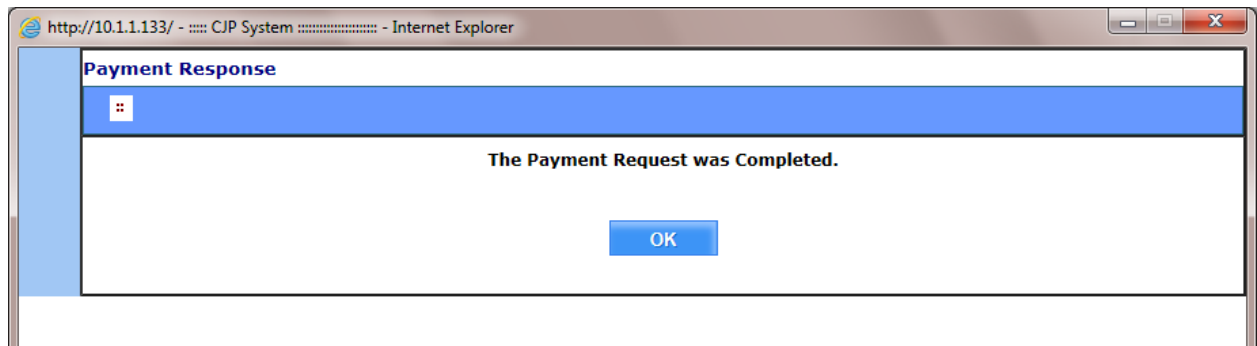 http://10.1.1.133/ - ::::: CJP System :::::::::::::::::::::: - Internet Explorer
Payment Response
::
The Payment Request was Completed.
OK